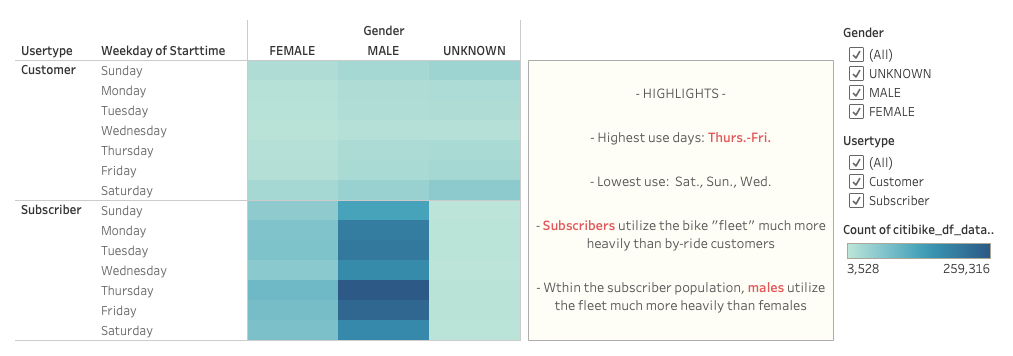 Gender
Usertype Weekday of Starttime FEMALE MALE UNKNOWN
Customer Sunday
Monday
Tuesday
Wednesday
Thursday
Friday
Saturday
Subscriber Sunday
Monday
Tuesday
Wednesday
Thursday
Friday
Saturday
- HIGHLIGHTS -
- Highest use days: Thurs.-Fri.
- Lowest use: Sat., Sun., Wed.
- Subscribers utilize the bike "fleet" much more
heavily than by-ride customers
- Wthin the subscriber population, males utilize
the fleet much more heavily than females
Gender
(All)
UNKNOWN
MALE
FEMALE
Usertype
(All)
Customer
Subscriber
Count of citibike_df_data..
3,528 259,316